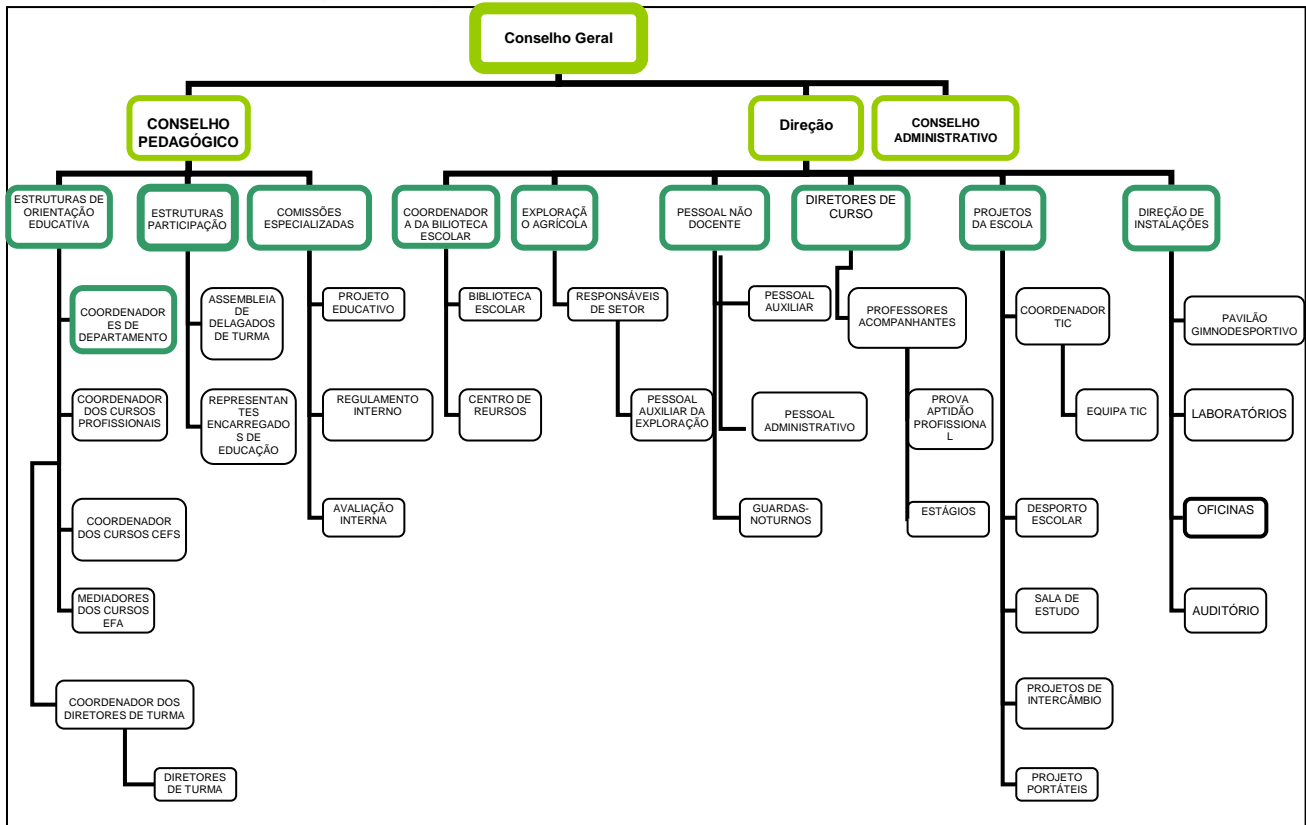 Conselho Geral
CONSELHO
PEDAGÓGICO
Direção
CONSELHO
ADMINISTRATIVO
ESTRUTURAS DE
ORIENTAÇÃO
EDUCATIVA
ESTRUTURAS
PARTICIPAÇÃO
COMISSÕES
ESPECIALIZADAS
COORDENADOR
A DA BILIOTECA
ESCOLAR
EXPLORAÇÃ
O AGRÍCOLA
PESSOAL NÃO
DOCENTE
DIRETORES DE
CURSO
PROJETOS
DA ESCOLA
DIREÇÃO DE
INSTALAÇÕES
COORDENADOR
ES DE
DEPARTAMENTO
ASSEMBLEIA
DE
DELAGADOS
DE TURMA
PROJETO
EDUCATIVO
BIBLIOTECA
ESCOLAR
RESPONSÁVEIS
DE SETOR
PESSOAL
AUXILIAR
PROFESSORES
ACOMPANHANTES
COORDENADOR
TIC
PAVILÃO
GIMNODESPORTIVO
COORDENADOR
DOS CURSOS
PROFISSIONAIS
REPRESENTAN
TES
ENCARREGADO
S DE
EDUCAÇÃO
REGULAMENTO
INTERNO
CENTRO DE
REURSOS
PESSOAL
AUXILIAR DA
EXPLORAÇÃO
PESSOAL
ADMINISTRATIVO
PROVA
APTIDÃO
PROFISSIONA
L
EQUIPA TIC
LABORATÓRIOS
COORDENADOR
DOS CURSOS CEFS
AVALIAÇÃO
INTERNA
GUARDAS-
NOTURNOS
ESTÁGIOS
DESPORTO
ESCOLAR
OFICINAS
MEDIADORES
DOS CURSOS
EFA
SALA DE
ESTUDO
AUDITÓRIO
COORDENADOR DOS
DIRETORES DE TURMA
PROJETOS DE
INTERCÂMBIO
DIRETORES
DE TURMA
PROJETO
PORTÁTEIS